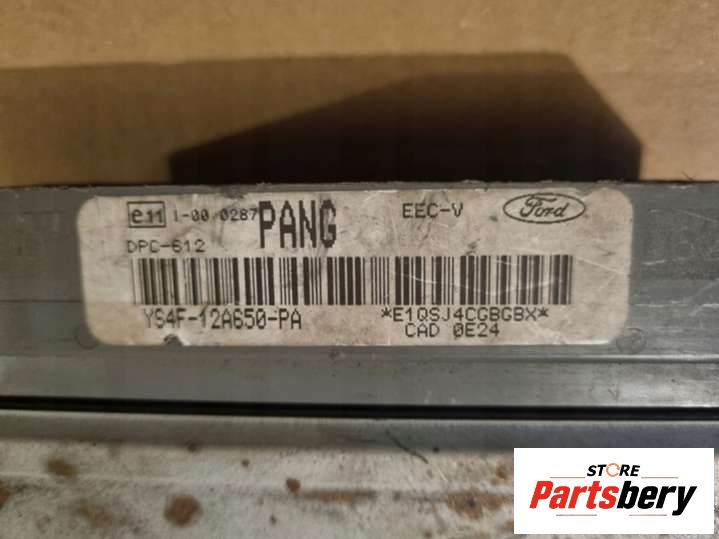 e11 1-00 0287 PANG EEC-V Ford
DPC-612
YS4F-12A650-PA *E1QSJ4CGBGBX*
CAD 0E24
STORE
Partsbery